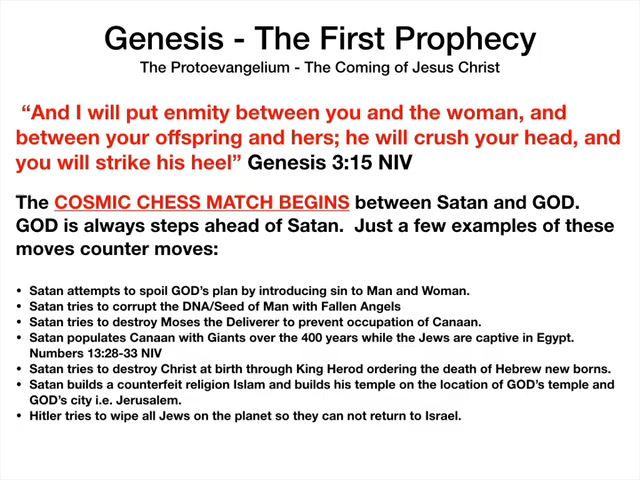 Genesis - The First Prophecy
The Protoevangelium - The Coming of Jesus Christ
“And I will put enmity between you and the woman, and
between your offspring and hers; he will crush your head, and
you will strike his heel” Genesis 3:15 NIV
The COSMIC CHESS MATCH BEGINS between Satan and GOD.
GOD is always steps ahead of Satan.  Just a few examples of these
moves counter moves:
• Satan attempts to spoil GOD’s plan by introducing sin to Man and Woman.
• Satan tries to corrupt the DNA/Seed of Man with Fallen Angels
• Satan tries to destroy Moses the Deliverer to prevent occupation of Canaan.
• Satan populates Canaan with Giants over the 400 years while the Jews are captive in Egypt.
Numbers 13:28-33 NIV
• Satan tries to destroy Christ at birth through King Herod ordering the death of Hebrew new borns.
• Satan builds a counterfeit religion Islam and builds his temple on the location of GOD’s temple and
GOD’s city i.e. Jerusalem.
• Hitler tries to wipe all Jews on the planet so they can not return to Israel.